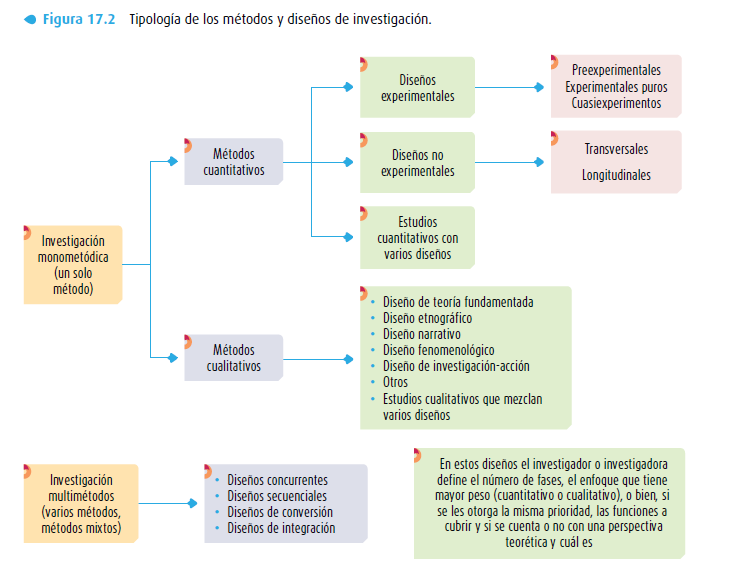 Figura 17.2 Tipología de los métodos y diseños de investigación.
Diseños
experimentales
Preexperimentales
Experimentales puros
Cuasiexperimentos
Métodos
cuantitativos
Diseños no
experimentales
Transversales
Longitudinales
Estudios
cuantitativos con
varios diseños
Investigación
monometódica
(un solo
método)
Métodos
cualitativos
• Diseño de teoría fundamentada
• Diseño etnográfico
• Diseño narrativo
• Diseño fenomenológico
• Diseño de investigación-acción
• Otros
• Estudios cualitativos que mezclan
varios diseños
Investigación
multimétodos
(varios métodos,
métodos mixtos)
• Diseños concurrentes
• Diseños secuenciales
• Diseños de conversión
• Diseños de integración
En estos diseños el investigador o investigadora
define el número de fases, el enfoque que tiene
mayor peso (cuantitativo o cualitativo), o bien, si
se les otorga la misma prioridad, las funciones a
cubrir y si se cuenta o no con una perspectiva
teorética y cuál es